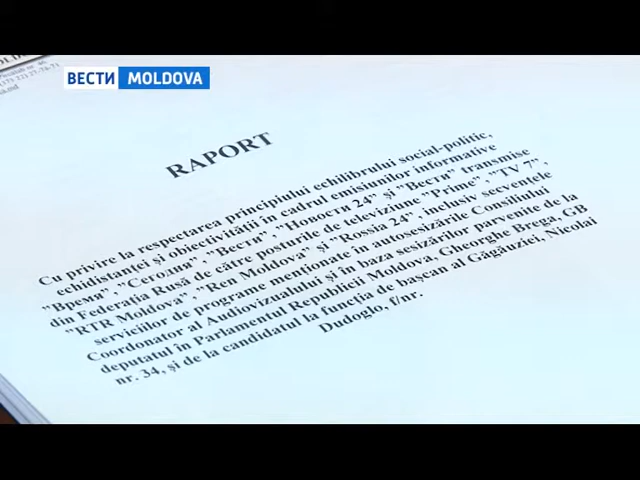 ВЕСТИ MOLDOVA
RAPORT
Cu privire la respectarea principiului echilibrului social-politic,
echidistanței și obiectivității în cadrul emisiunilor informative
"Время", "Сегодня", "Вести", "Новости 24" și "Вести" transmise
din Federația Rusă de către posturile de televiziune "Prime", "TV 7",
"RTR Moldova", "Ren Moldova" și "Rossia 24", inclusiv secvențele
serviciilor de programe menționate în autosesizările Consiliului
Coordonator al Audiovizualului și în baza sesizărilor parvenite de la
deputatul în Parlamentul Republicii Moldova, Gheorghe Brega, GB
nr. 34, și de la candidatul la funcția de bașcan al Găgăuziei, Nicolai
Dudoglo, f/nr.